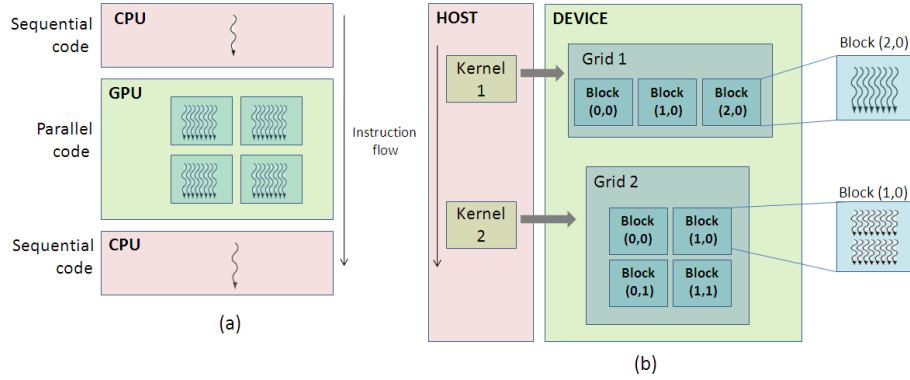 Sequential
code
CPU
GPU
Parallel
code
Sequential
code
CPU
Instruction
flow
(a)
HOST
DEVICE
Kernel
1
Grid 1
Block
(0,0)
Block
(1,0)
Block
(2,0)
Block (2,0)
Kernel
2
Grid 2
Block
(0,0)
Block
(1,0)
Block
(0,1)
Block
(1,1)
Block (1,0)
(b)